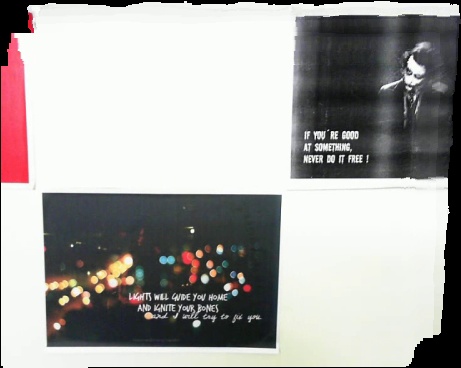 IF YOU´RE GOOD
AT SOMETHING,
NEVER DO IT FREE !
LIGHTS WILL GUIDE YOU HOME
AND IGNITE YOUR BONES
and I will try to fix you